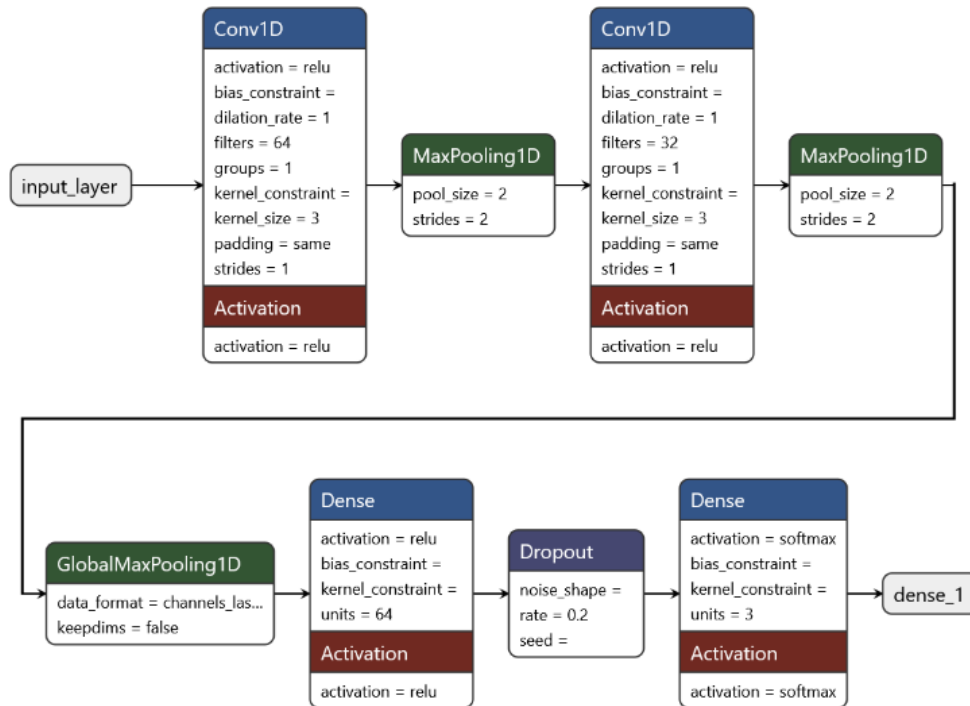 input_layer
Conv1D
activation = relu
bias_constraint =
dilation_rate = 1
filters = 64
groups = 1
kernel_constraint =
kernel_size = 3
padding = same
strides = 1
Activation
activation = relu
MaxPooling1D
pool_size = 2
strides = 2
Conv1D
activation = relu
bias_constraint =
dilation_rate = 1
filters = 32
groups = 1
kernel_constraint =
kernel_size = 3
padding = same
strides = 1
Activation
activation = relu
MaxPooling1D
pool_size = 2
strides = 2
GlobalMaxPooling1D
data_format = channels_las...
keepdims = false
Dense
activation = relu
bias_constraint =
kernel_constraint =
units = 64
Activation
activation = relu
Dropout
noise_shape =
rate = 0.2
seed =
Dense
activation = softmax
bias_constraint =
kernel_constraint =
units = 3
Activation
activation = softmax
dense_1